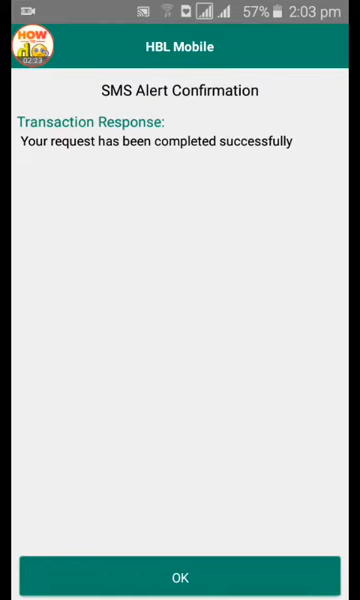 57% 2:03 pm
HOW
02:23
HBL Mobile
SMS Alert Confirmation
Transaction Response:
Your request has been completed successfully
OK